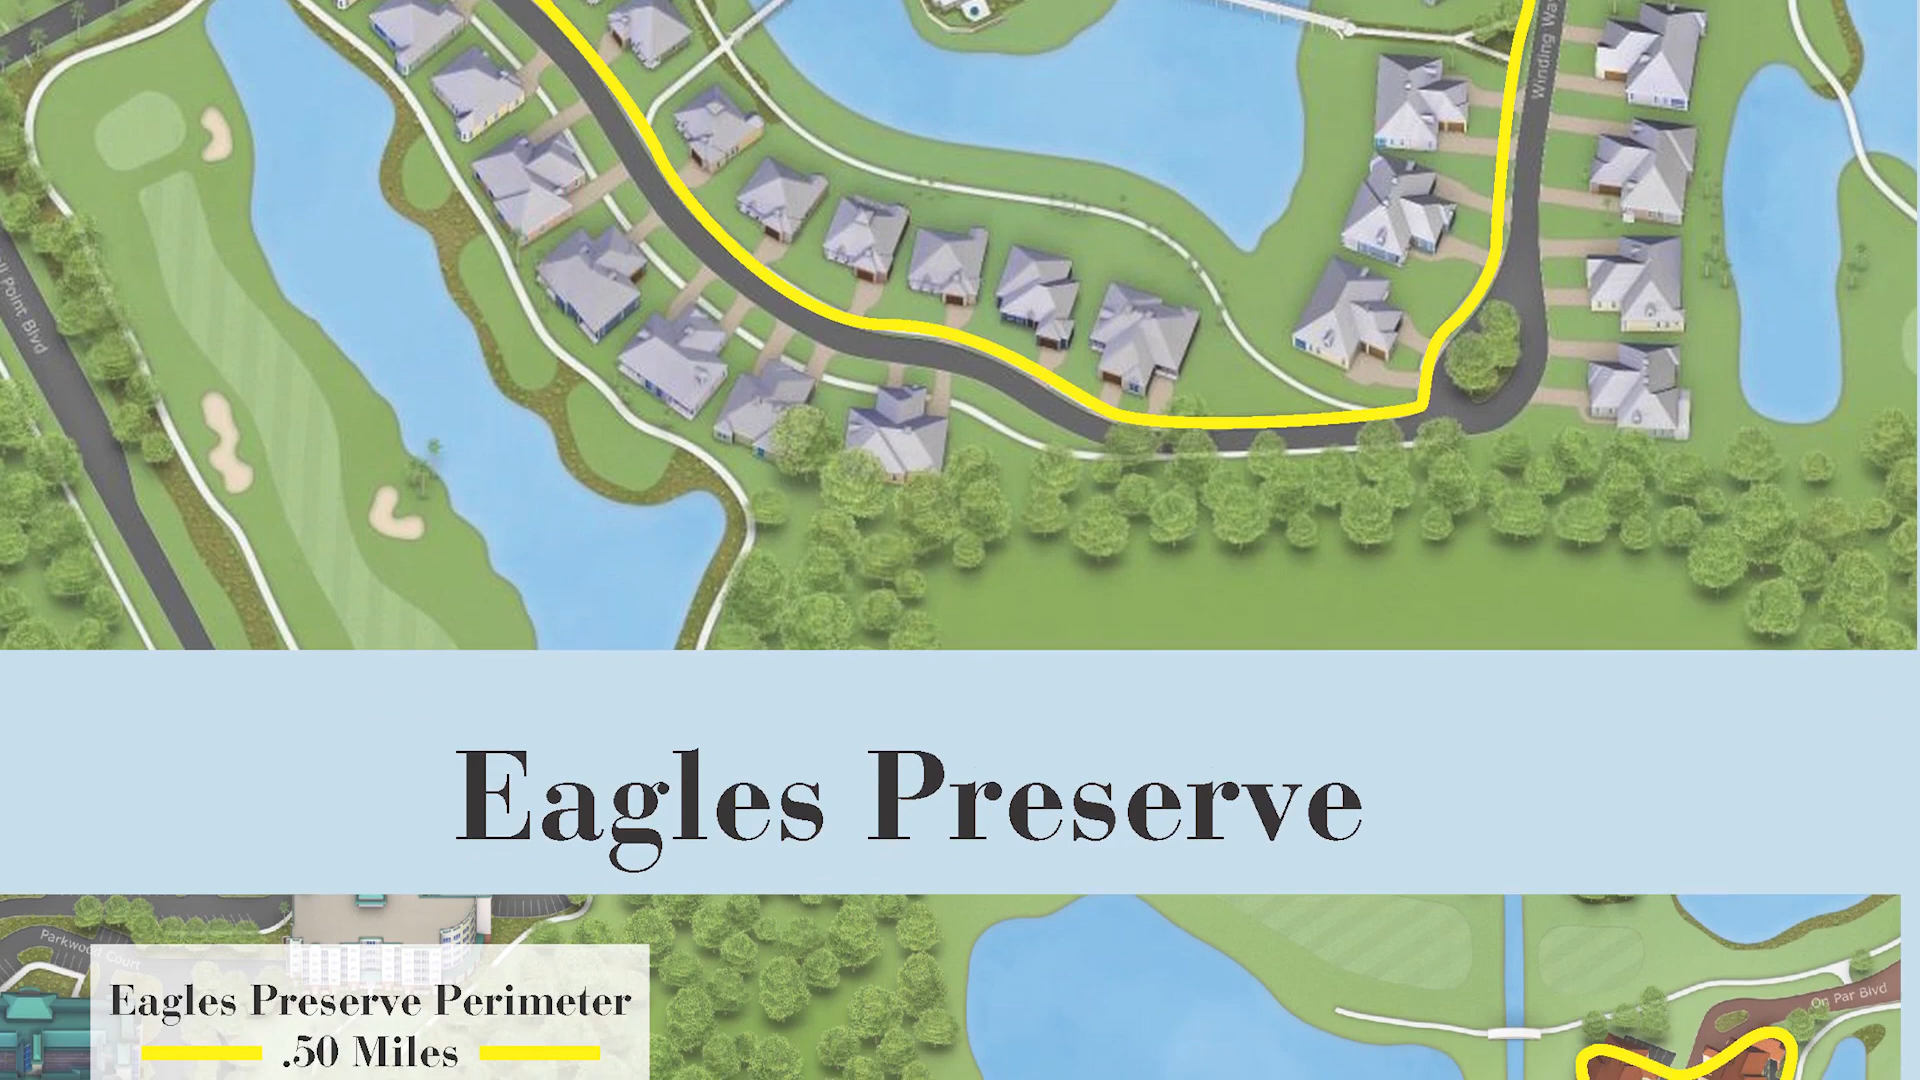 Winding Way
Point Blvd
Eagles Preserve
Parkwood Court
Eagles Preserve Perimeter
.50 Miles
On Par Blvd